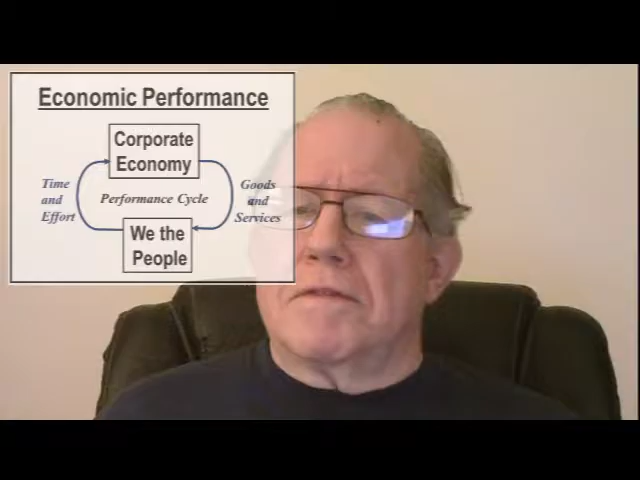 Economic Performance
Corporate
Economy
Time
and
Effort
Performance Cycle
Goods
and
Services
We the
People